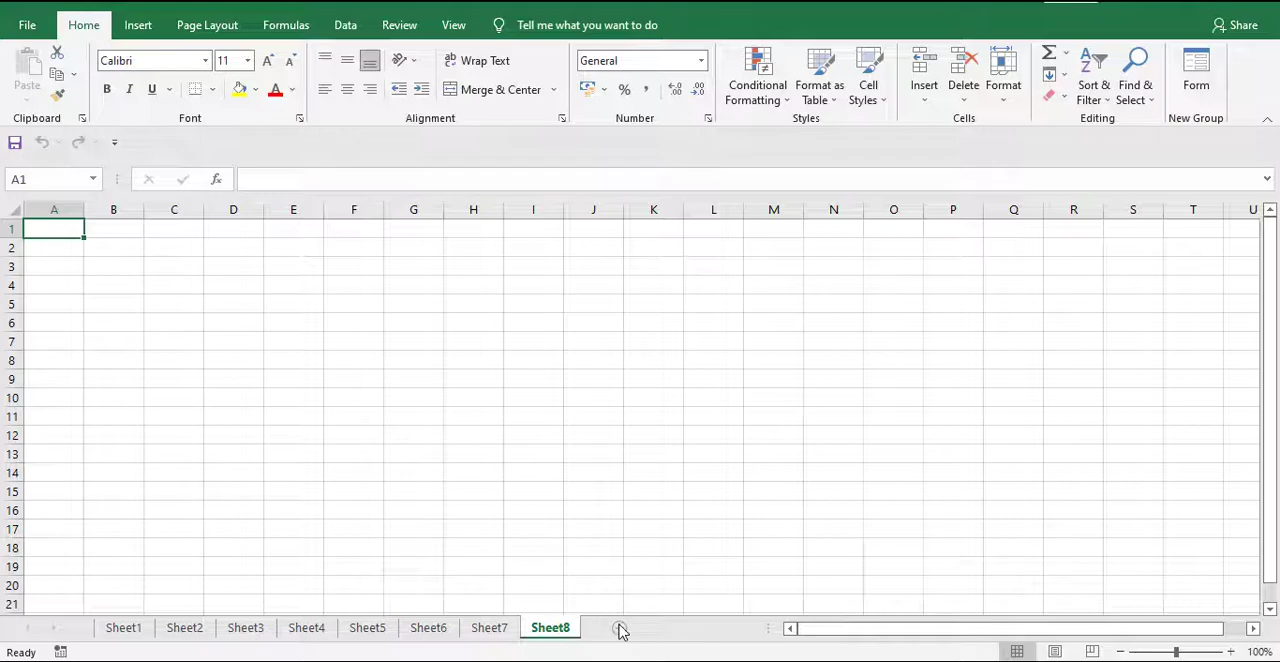 File Home Insert Page Layout Formulas Data Review View Tell me what you want to do Share
Calibri 11 Wrap Text General
Paste B I U A Merge & Center % Conditional Formatting Format as Table Cell Styles Insert Delete Format Sort & Filter Find & Select Form
Clipboard Font Alignment Number Styles Cells Editing New Group
A1 fx
A B C D E F G H I J K L M N O P Q R S T U
1
2
3
4
5
6
7
8
9
10
11
12
13
14
15
16
17
18
19
20
21
Sheet1 Sheet2 Sheet3 Sheet4 Sheet5 Sheet6 Sheet7 Sheet8
Ready 100%